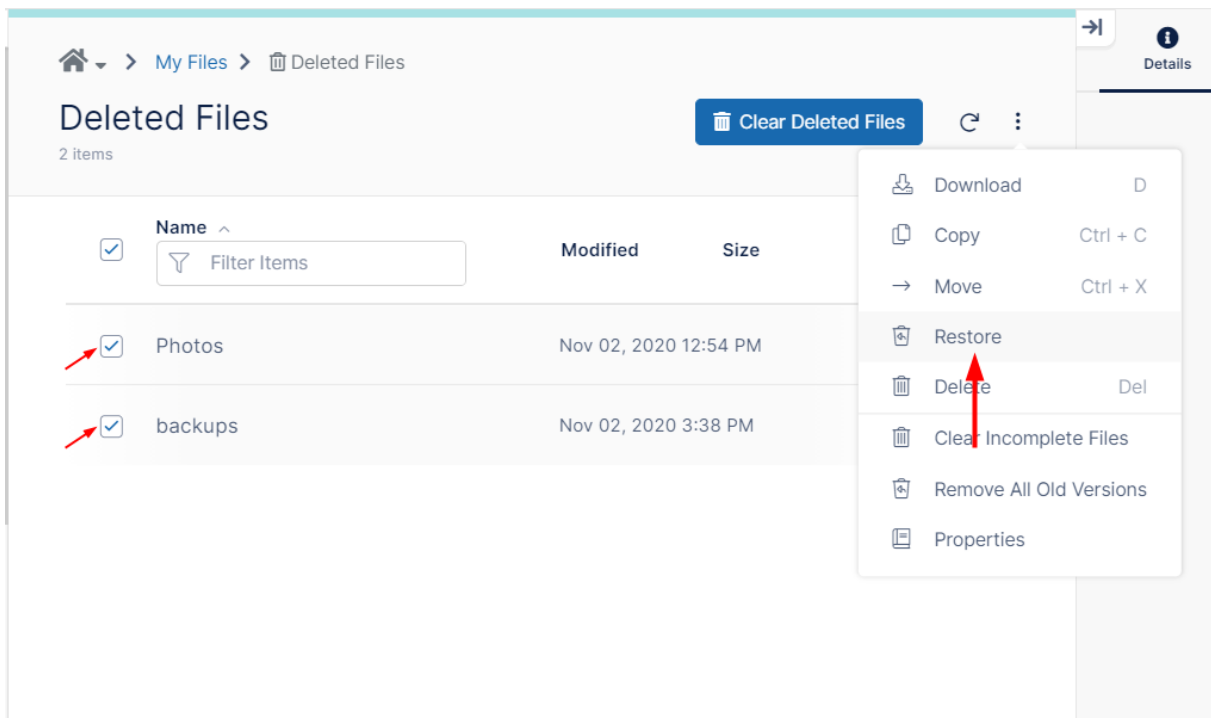 Details
My Files
Deleted Files
Deleted Files
Clear Deleted Files
2 items
Download D
Copy Ctrl + C
Move Ctrl + X
Restore
Delete Del
Clear Incomplete Files
Remove All Old Versions
Properties
Name
Filter Items
Modified
Size
Photos Nov 02, 2020 12:54 PM
backups Nov 02, 2020 3:38 PM